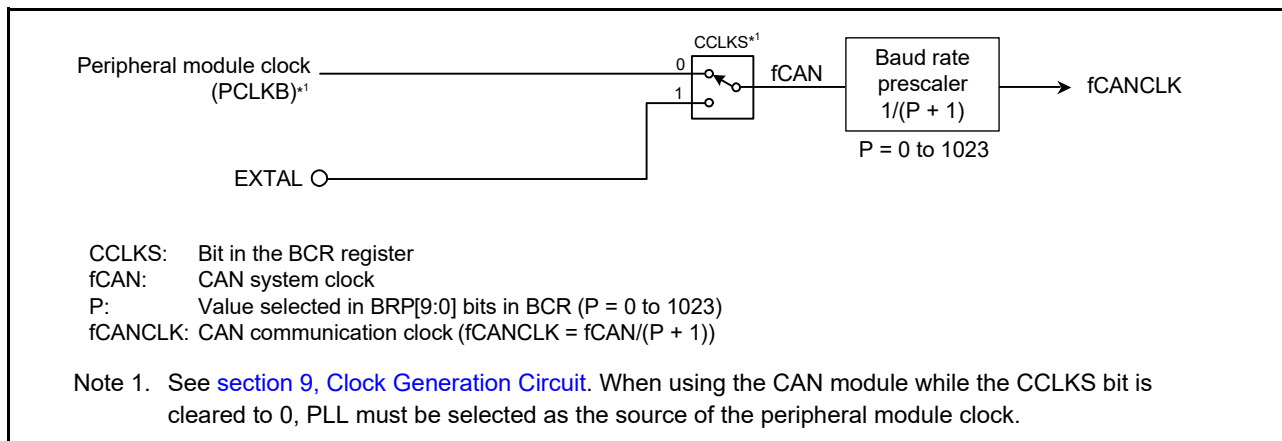 CCLKS*1
Peripheral module clock
(PCLKB)*1
0
1
fCAN
Baud rate
prescaler
1/(P + 1)
fCANCLK
P = 0 to 1023
EXTAL
CCLKS: Bit in the BCR register
fCAN: CAN system clock
P: Value selected in BRP[9:0] bits in BCR (P = 0 to 1023)
fCANCLK: CAN communication clock (fCANCLK = fCAN/(P + 1))
Note 1. See section 9, Clock Generation Circuit. When using the CAN module while the CCLKS bit is
cleared to 0, PLL must be selected as the source of the peripheral module clock.